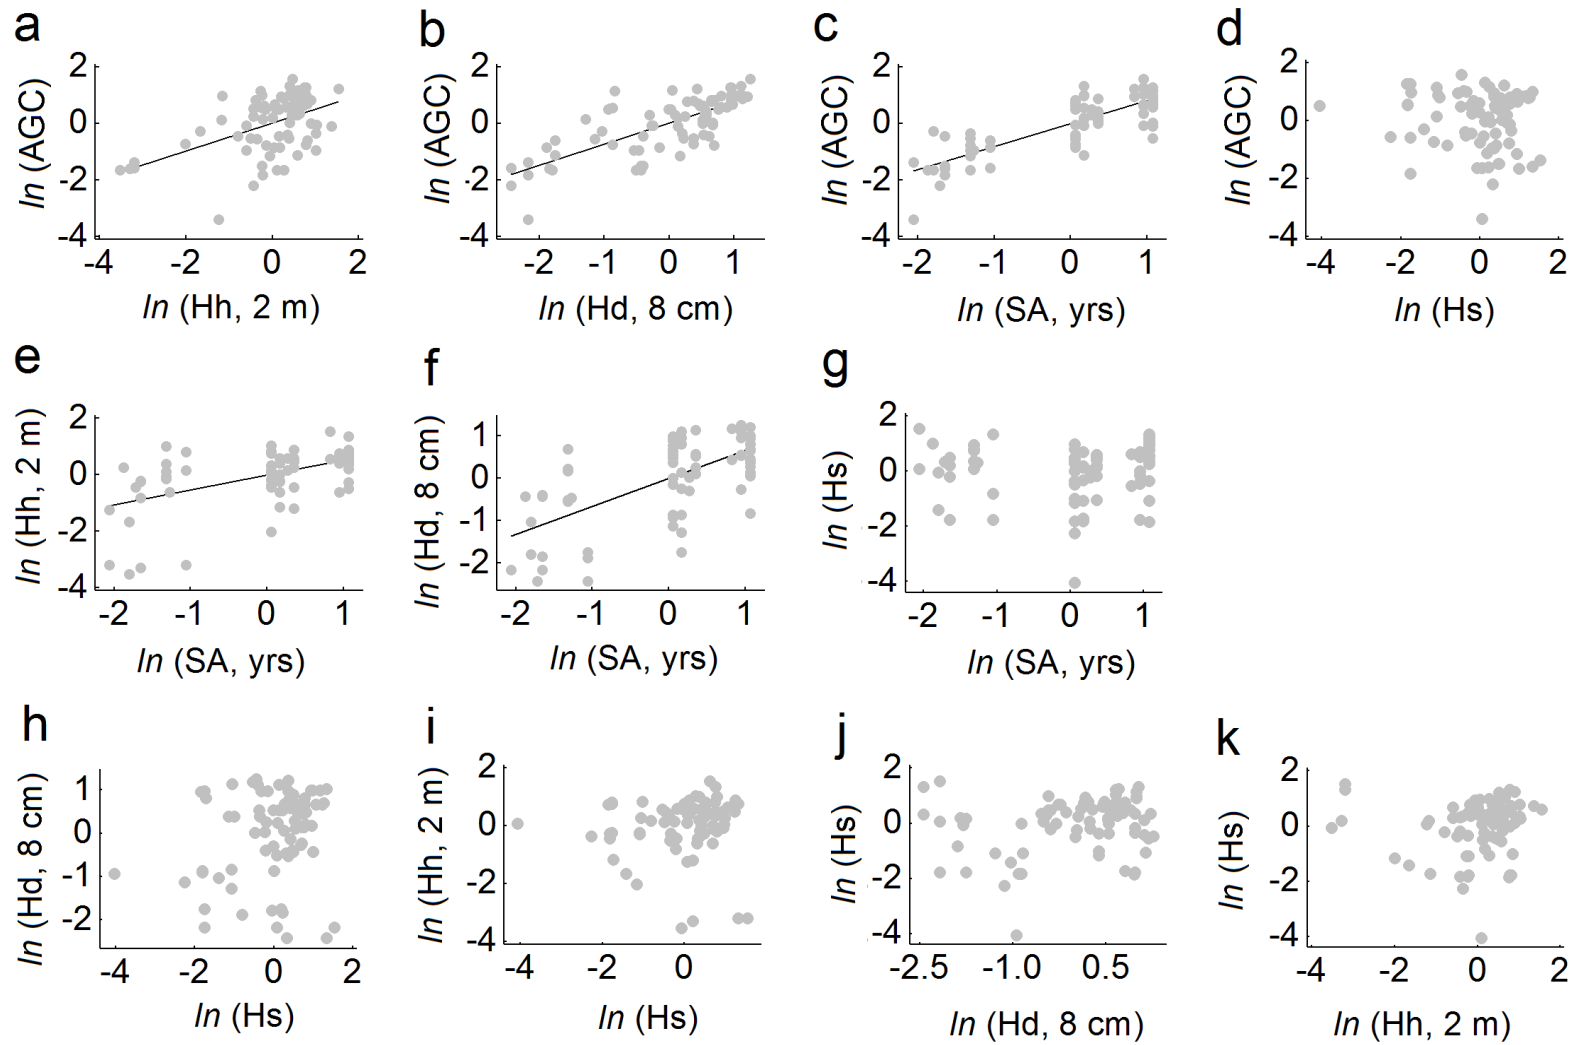 a
ln (AGC)
2
0
-2
-4
-4 -2 0 2
ln (Hh, 2 m)
b
ln (AGC)
2
0
-2
-4
-2 -1 0 1
ln (Hd, 8 cm)
c
ln (AGC)
2
0
-2
-4
-2 -1 0 1
ln (SA, yrs)
d
ln (AGC)
2
0
-2
-4
-4 -2 0 2
ln (Hs)
e
ln (Hh, 2 m)
2
0
-2
-4
-2 -1 0 1
ln (SA, yrs)
f
ln (Hd, 8 cm)
1
0
-1
-2
-2 -1 0 1
ln (SA, yrs)
g
ln (Hs)
2
0
-2
-4
-2 -1 0 1
ln (SA, yrs)
h
ln (Hd, 8 cm)
1
0
-1
-2
-4 -2 0 2
ln (Hs)
i
ln (Hh, 2 m)
2
0
-2
-4
-4 -2 0
ln (Hs)
j
ln (Hs)
2
0
-2
-4
-2.5 -1.0 0.5
ln (Hd, 8 cm)
k
ln (Hs)
2
0
-2
-4
-4 -2 0 2
ln (Hh, 2 m)